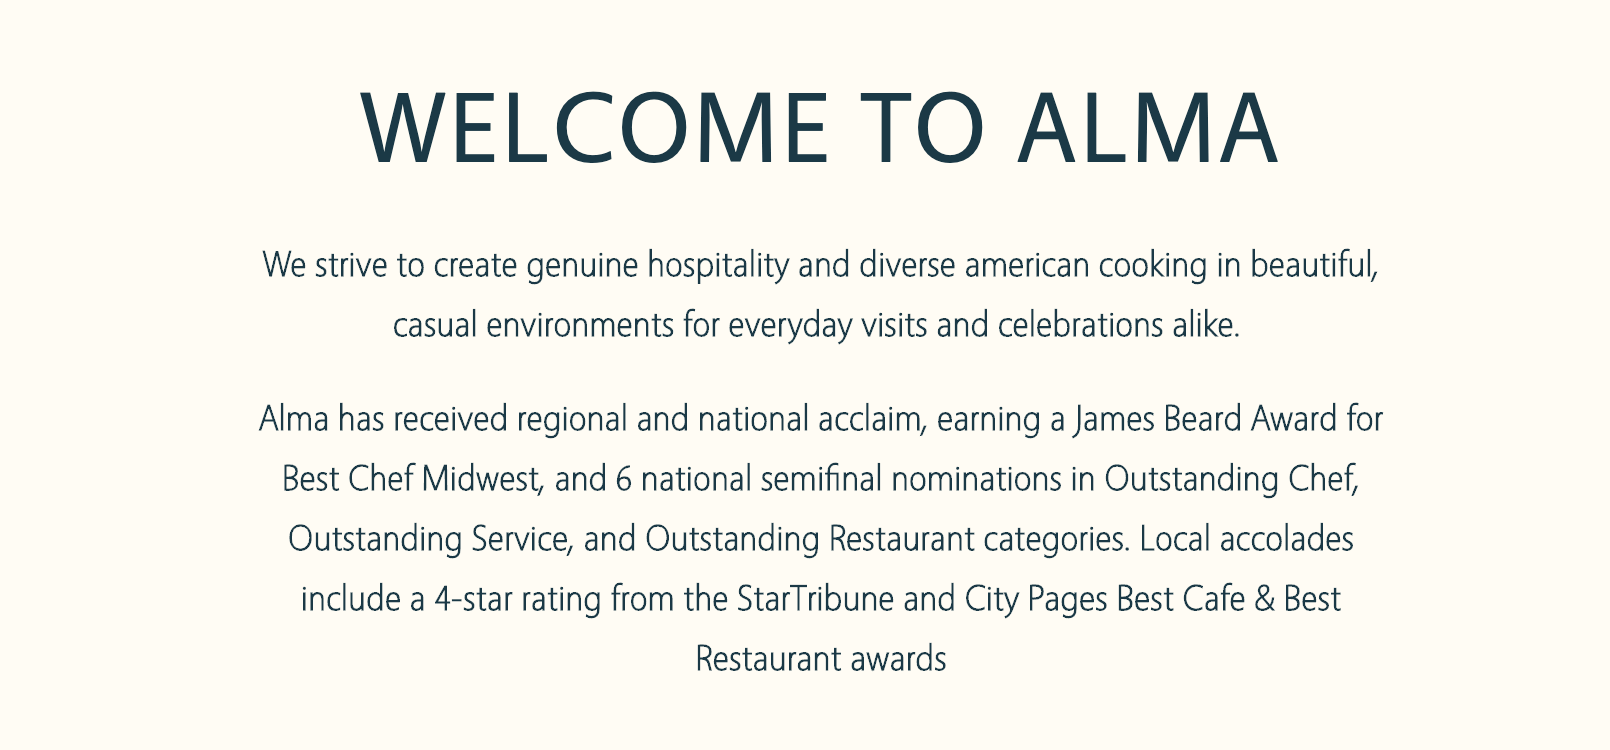 WELCOME TO ALMA
We strive to create genuine hospitality and diverse american cooking in beautiful,
casual environments for everyday visits and celebrations alike.
Alma has received regional and national acclaim, earning a James Beard Award for
Best Chef Midwest, and 6 national semifinal nominations in Outstanding Chef,
Outstanding Service, and Outstanding Restaurant categories. Local accolades
include a 4-star rating from the StarTribune and City Pages Best Cafe & Best
Restaurant awards